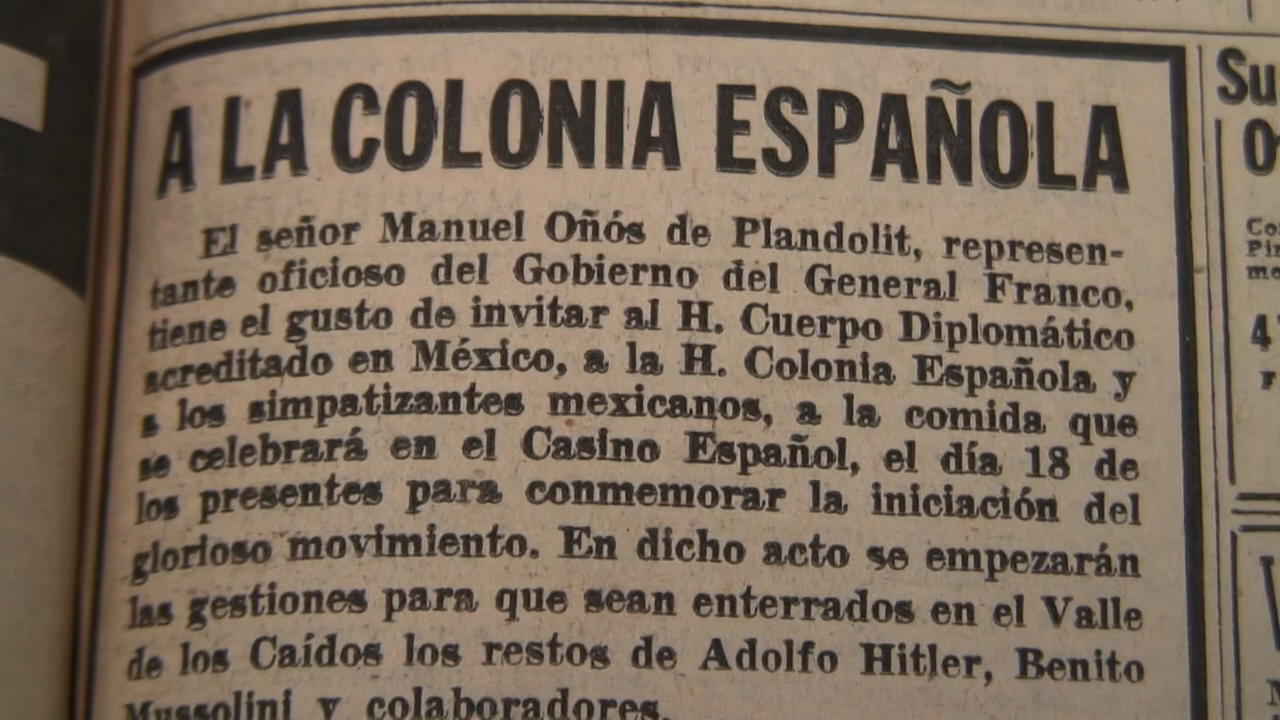 A LA COLONIA ESPAÑOLA
El señor Manuel Oñós de Plandolit, represen-
tante oficioso del Gobierno del General Franco,
tiene el gusto de invitar al H. Cuerpo Diplomático
acreditado en México, a la H. Colonia Española y
a los simpatizantes mexicanos, a la comida que
se celebrará en el Casino Español, el día 18 de
los presentes para conmemorar la iniciación del
glorioso movimiento. En dicho acto se empezarán
las gestiones para que sean enterrados en el Valle
de los Caídos los restos de Adolfo Hitler, Benito
Mussolini y colaboradores.
Su